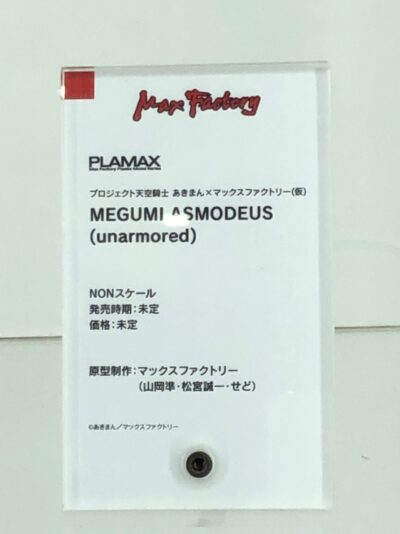 Max Factory
PLAMAX
Max Factory Plastic Model Series
プロジェクト天空騎士 あきまん×マックスファクトリー(仮)
MEGUMI ASMODEUS
(unarmored)
NONスケール
発売時期:未定
価格:未定
原型制作:マックスファクトリー
(山岡準・松宮誠一・せど)
©あきまん/マックスファクトリー